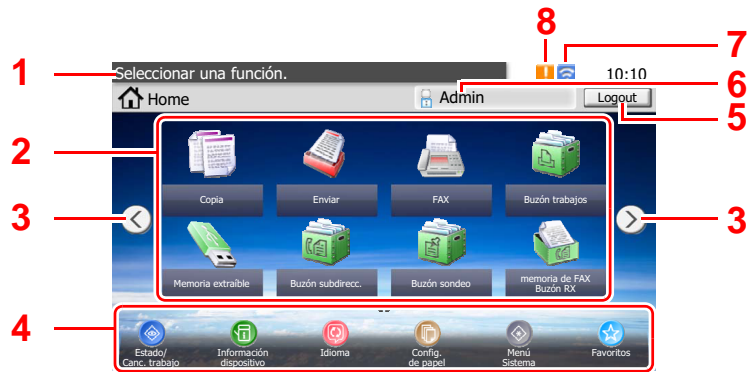 8
7
1 Seleccionar una función. 10:10
6
Home Admin Logout
5
2
Copia Enviar FAX Buzón trabajos
3 3
Memoria extraíble Buzón subdirecc. Buzón sondeo memoria de FAX
Buzón RX
4
Estado/ Información Idioma Config. Menú Favoritos
Canc. trabajo dispositivo de papel Sistema